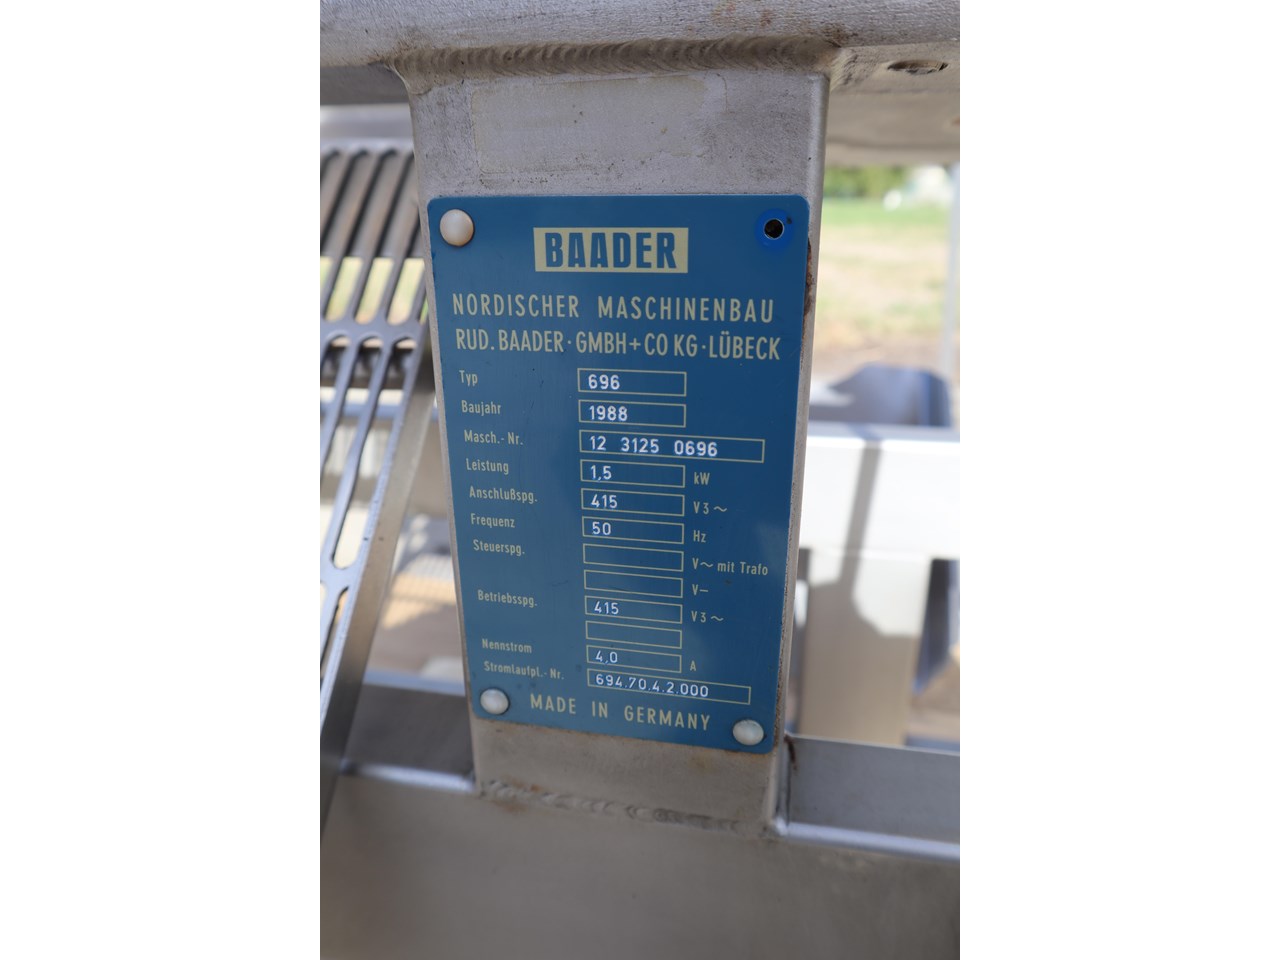 BAADER
NORDISCHER MASCHINENBAU
RUD. BAADER · GMBH + CO KG · LÜBECK
Typ 696
Baujahr 1988
Masch.- Nr. 12 3125 0696
Leistung 1,5 kW
Anschlußspg. 415 V 3 ~
Frequenz 50 Hz
Steuerspg. V ~ mit Trafo
V –
Betriebsspg. 415 V 3 ~
Nennstrom 4,0 A
Stromlaufpl.- Nr. 694.70.4.2.000
MADE IN GERMANY